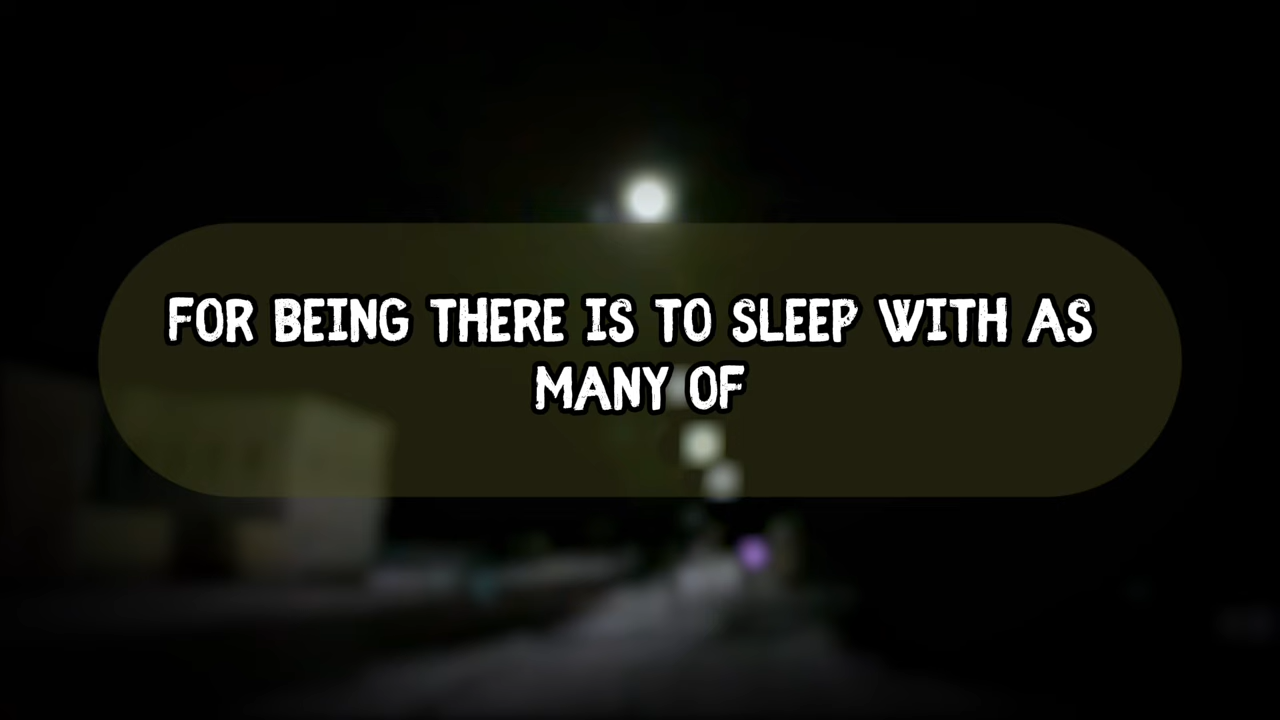 FOR BEING THERE IS TO SLEEP WITH AS
MANY OF